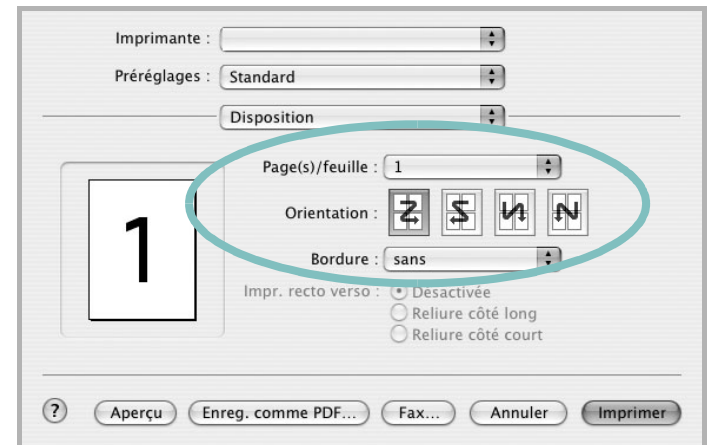 Imprimante :
Préréglages : Standard
Disposition
Page(s)/feuille : 1
Orientation :
Bordure : sans
Impr. recto verso : Désactivée
Reliure côté long
Reliure côté court
1
? Aperçu Enreg. comme PDF... Fax... Annuler Imprimer